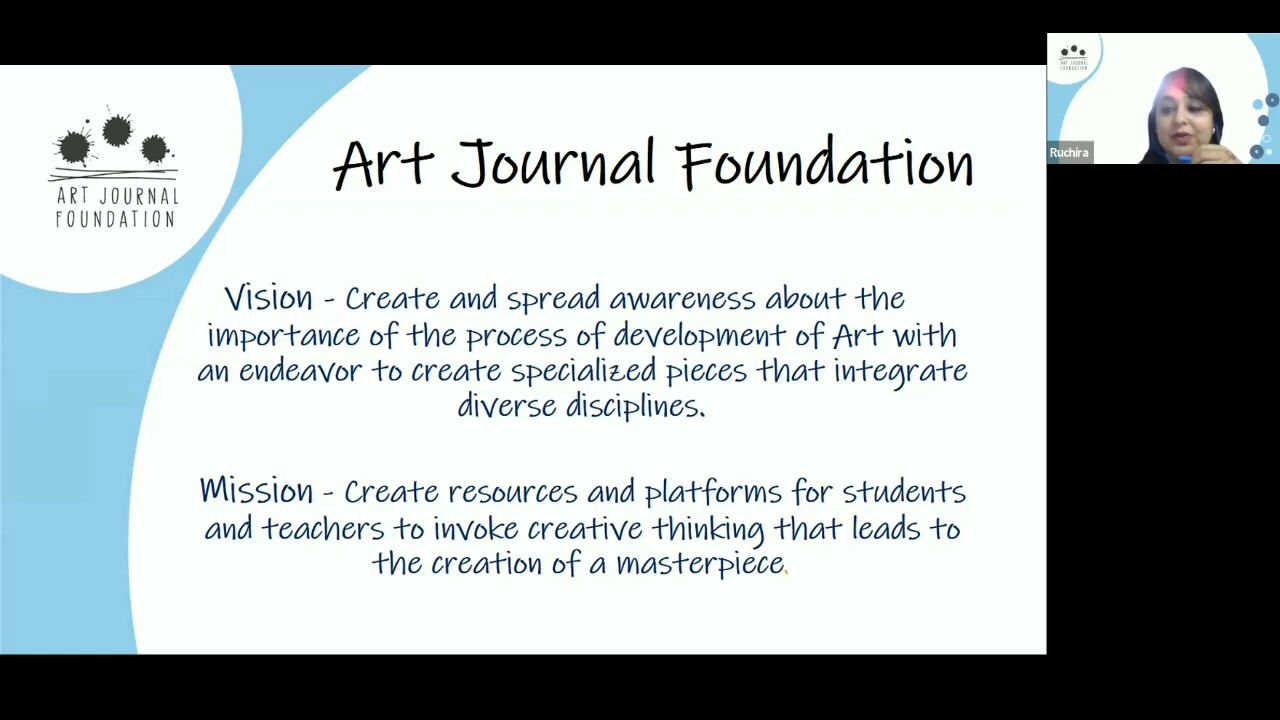 ART JOURNAL
FOUNDATION
Art Journal Foundation
Vision - Create and spread awareness about the
importance of the process of development of Art with
an endeavor to create specialized pieces that integrate
diverse disciplines.
Mission - Create resources and platforms for students
and teachers to invoke creative thinking that leads to
the creation of a masterpiece.
ART JOURNAL
FOUNDATION
Ruchira